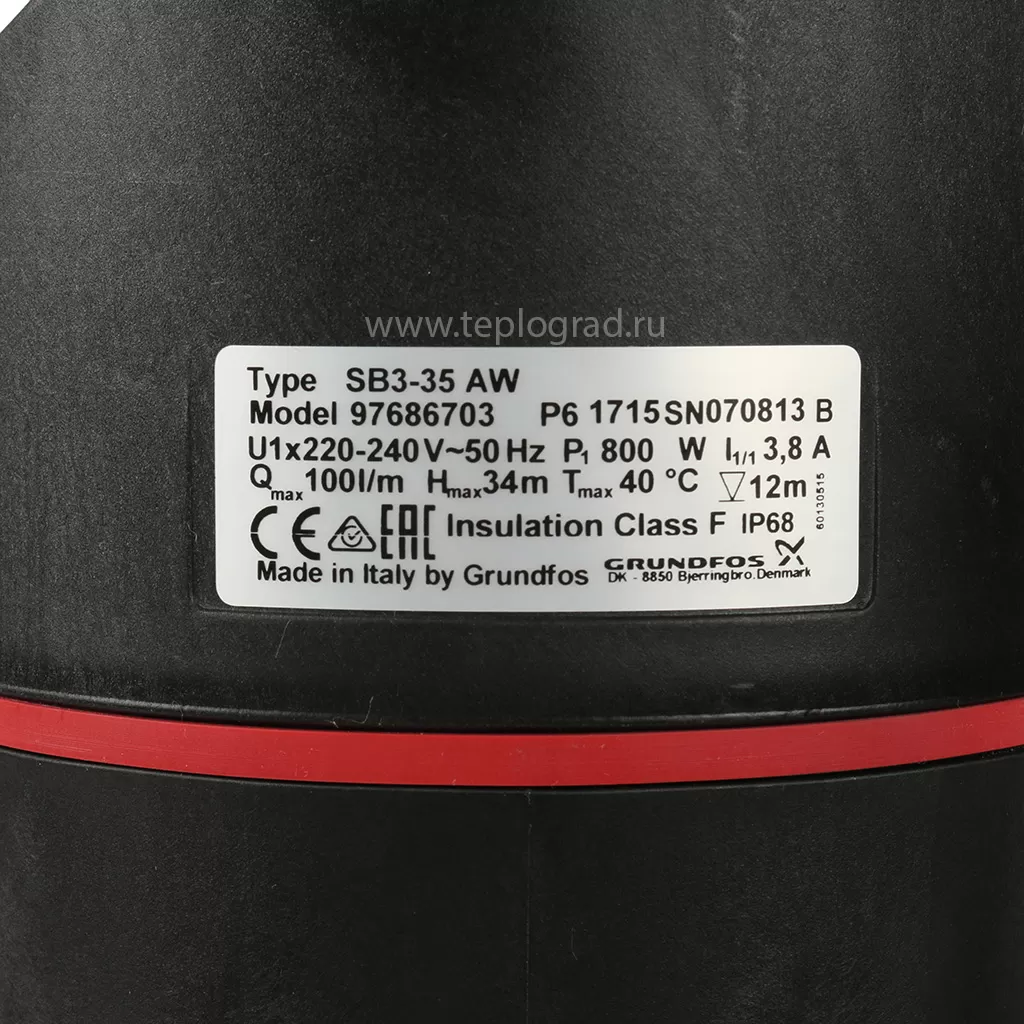 www.teplograd.ru
Type SB3-35 AW
Model 97686703 P6 1715SN070813 B
U1x220-240V~50Hz P1 800 W I1/1 3,8 A
Qmax 100l/m Hmax 34m Tmax 40 °C 12m
60130515
CE EAC Insulation Class F IP68
Made in Italy by Grundfos
GRUNDFOS
DK - 8850 Bjerringbro.Denmark